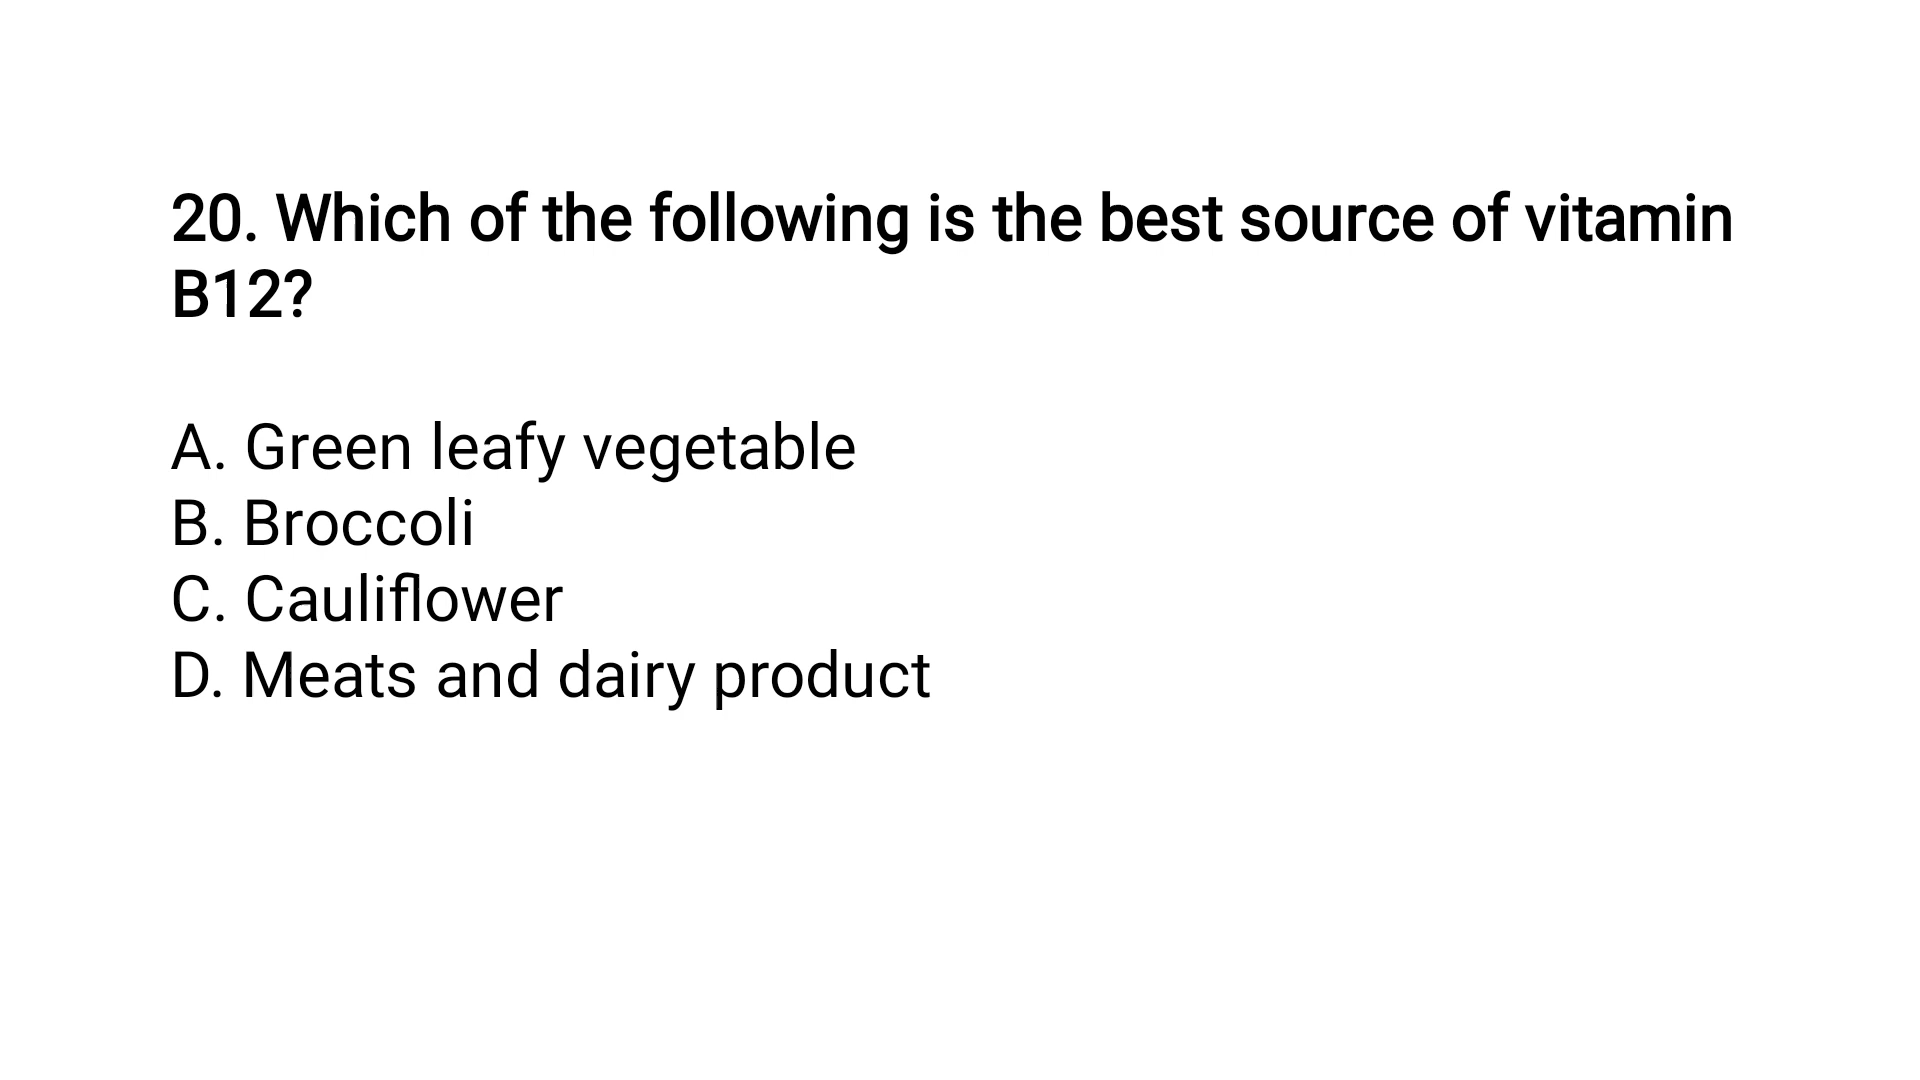 20. Which of the following is the best source of vitamin
B12?
A. Green leafy vegetable
B. Broccoli
C. Cauliflower
D. Meats and dairy product